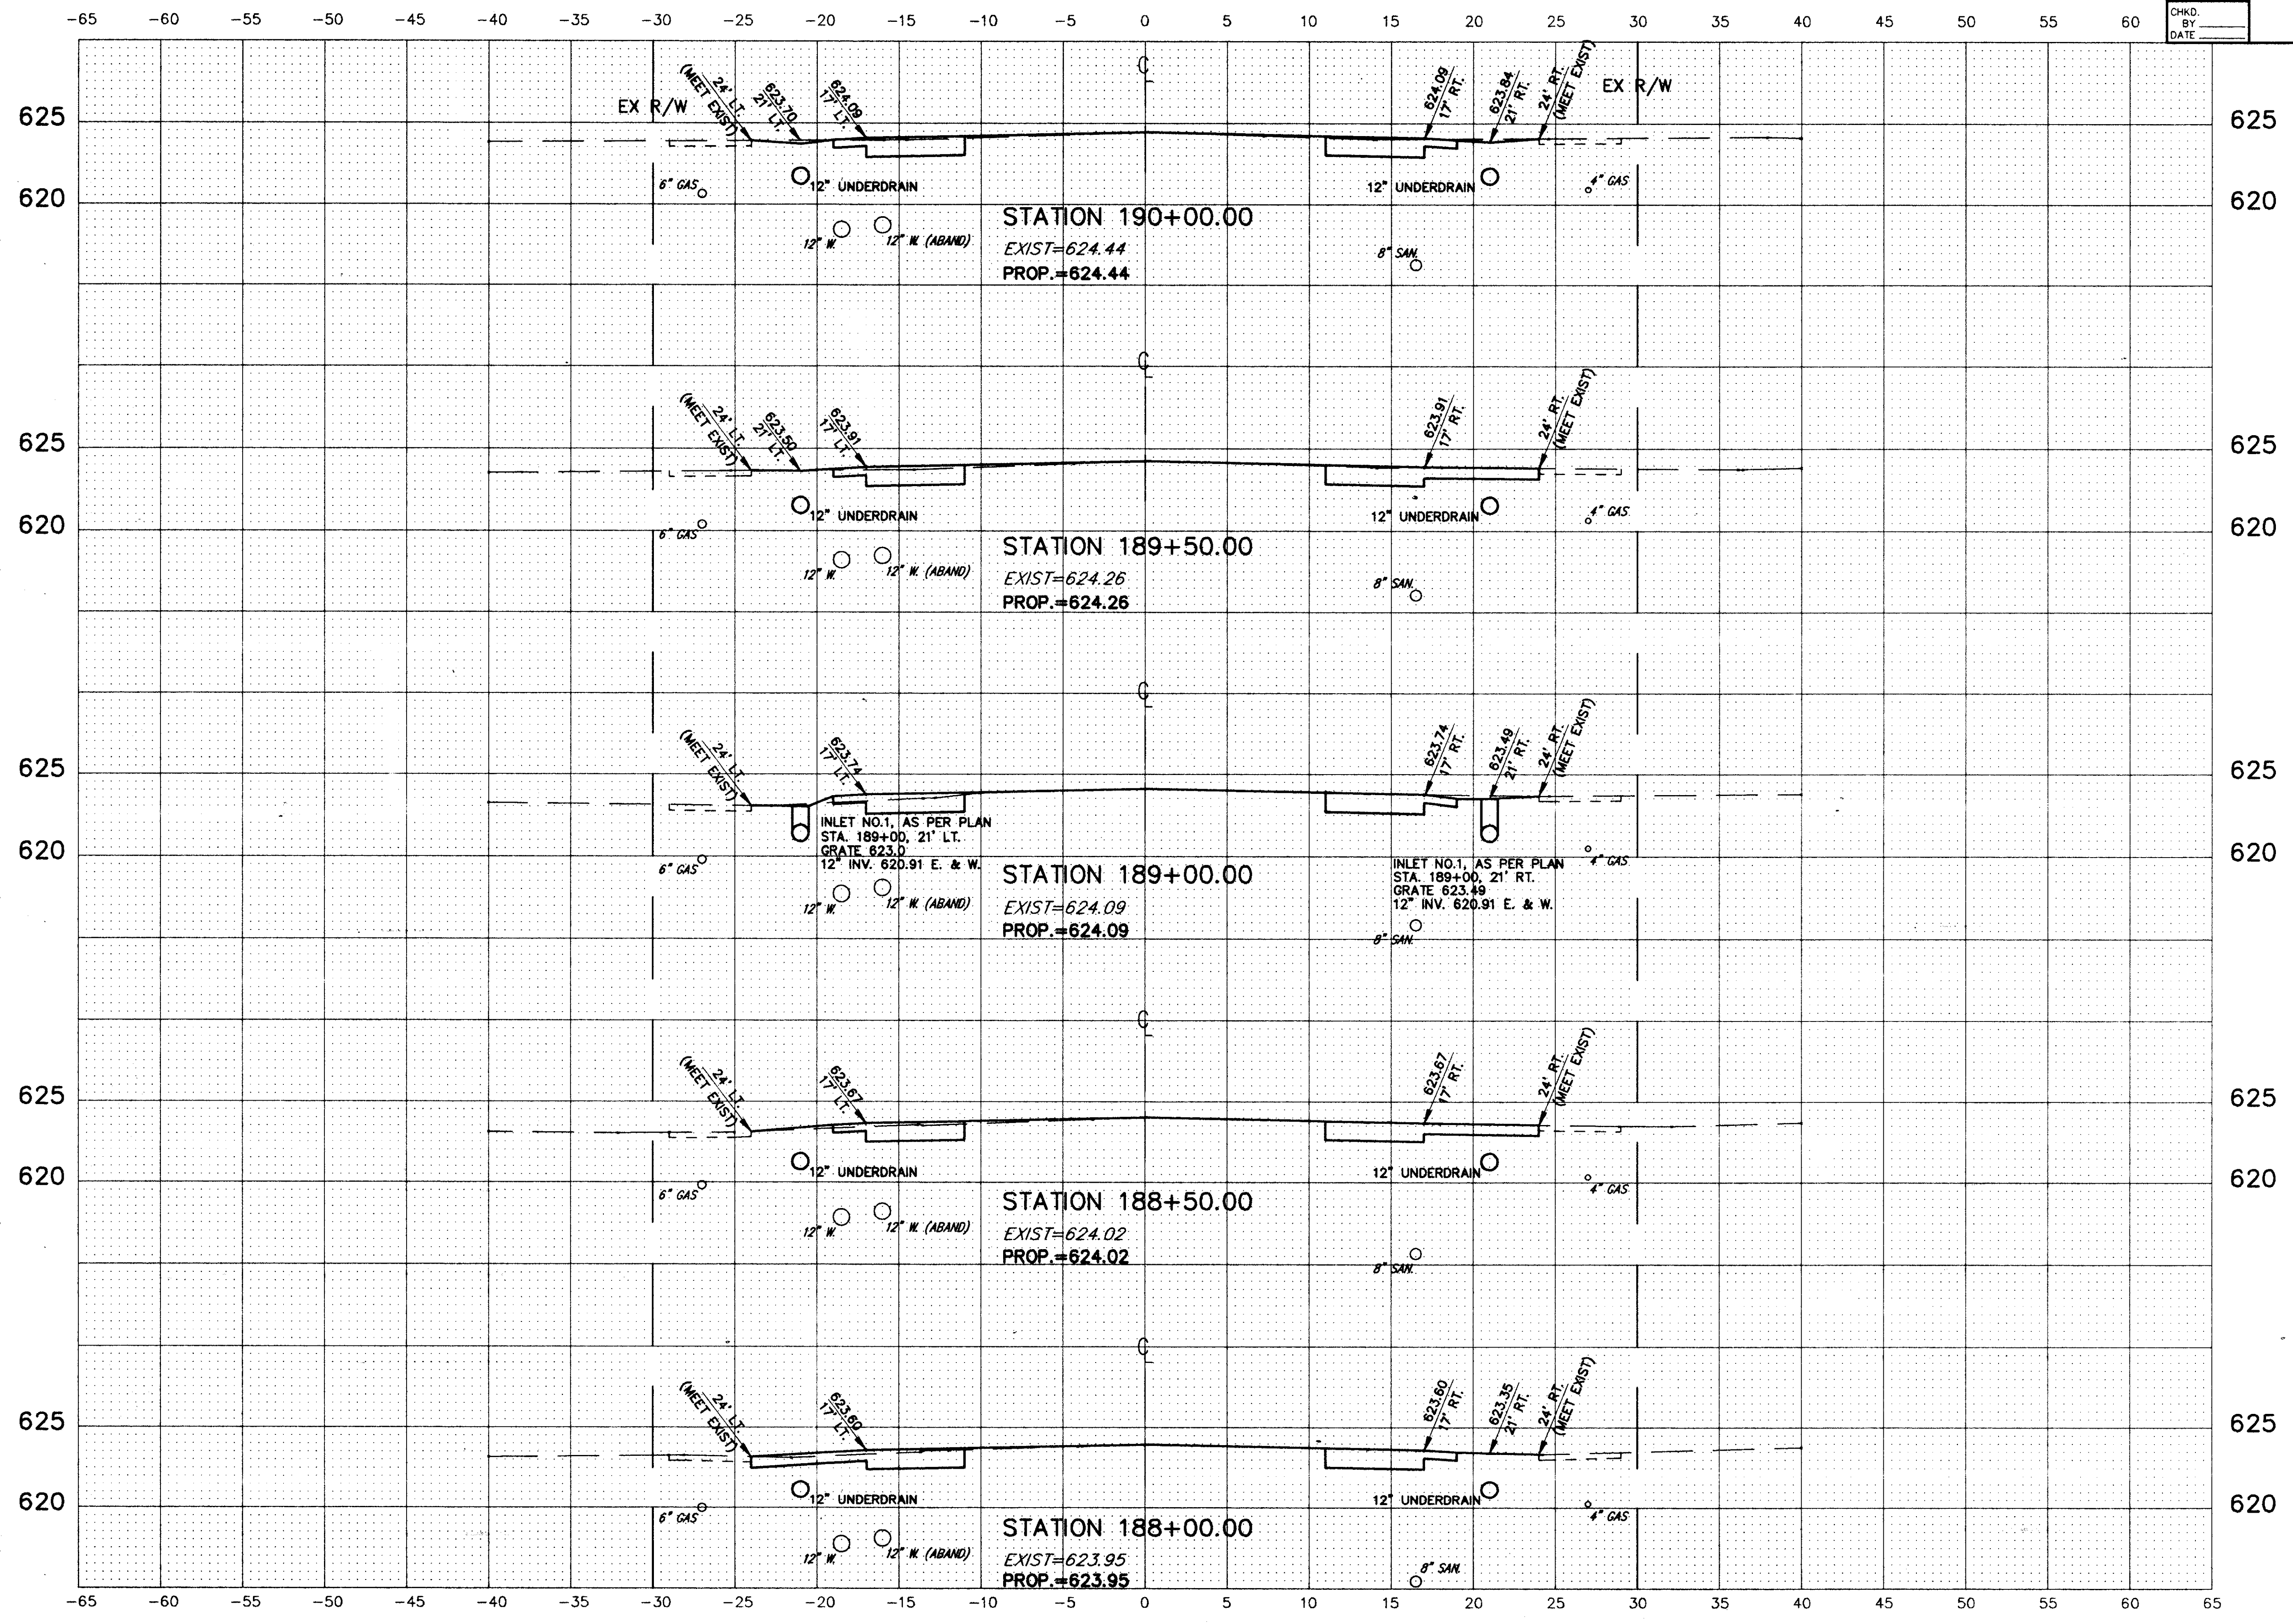 -65 -60 -55 -50 -45 -40 -35 -30 -25 -20 -15 -10 -5 0 5 10 15 20 25 30 35 40 45 50 55 60
CHKD.
BY
DATE
EX R/W
24' LT.
(MEET EXIST)
623.70
21' LT.
624.09
17' LT.
℄
624.09
17' RT.
623.84
21' RT.
24' RT.
(MEET EXIST)
EX R/W
625 625
6" GAS
12" UNDERDRAIN
12" UNDERDRAIN
4" GAS
620 620
12" W.
12" W. (ABAND)
STATION 190+00.00
EXIST=624.44
PROP.=624.44
8" SAN.
24' LT.
(MEET EXIST)
623.50
21' LT.
623.91
17' LT.
℄
623.91
17' RT.
24' RT.
(MEET EXIST)
625 625
6" GAS
12" UNDERDRAIN
12" UNDERDRAIN
4" GAS
620 620
12" W.
12" W. (ABAND)
STATION 189+50.00
EXIST=624.26
PROP.=624.26
8" SAN.
24' LT.
(MEET EXIST)
623.74
17' LT.
℄
623.74
17' RT.
623.49
21' RT.
24' RT.
(MEET EXIST)
625 625
INLET NO.1, AS PER PLAN
STA. 189+00, 21' LT.
GRATE 623.0
12" INV. 620.91 E. & W.
620 620
6" GAS
INLET NO.1, AS PER PLAN
STA. 189+00, 21' RT.
GRATE 623.49
12" INV. 620.91 E. & W.
4" GAS
12" W.
12" W. (ABAND)
STATION 189+00.00
EXIST=624.09
PROP.=624.09
8" SAN.
24' LT.
(MEET EXIST)
623.67
17' LT.
℄
623.67
17' RT.
24' RT.
(MEET EXIST)
625 625
12" UNDERDRAIN
12" UNDERDRAIN
620 620
6" GAS
4" GAS
12" W.
12" W. (ABAND)
STATION 188+50.00
EXIST=624.02
PROP.=624.02
8" SAN.
24' LT.
(MEET EXIST)
623.60
17' LT.
℄
623.60
17' RT.
623.35
21' RT.
24' RT.
(MEET EXIST)
625 625
12" UNDERDRAIN
12" UNDERDRAIN
620 620
6" GAS
4" GAS
12" W.
12" W. (ABAND)
STATION 188+00.00
EXIST=623.95
PROP.=623.95
8" SAN.
-65 -60 -55 -50 -45 -40 -35 -30 -25 -20 -15 -10 -5 0 5 10 15 20 25 30 35 40 45 50 55 60 65